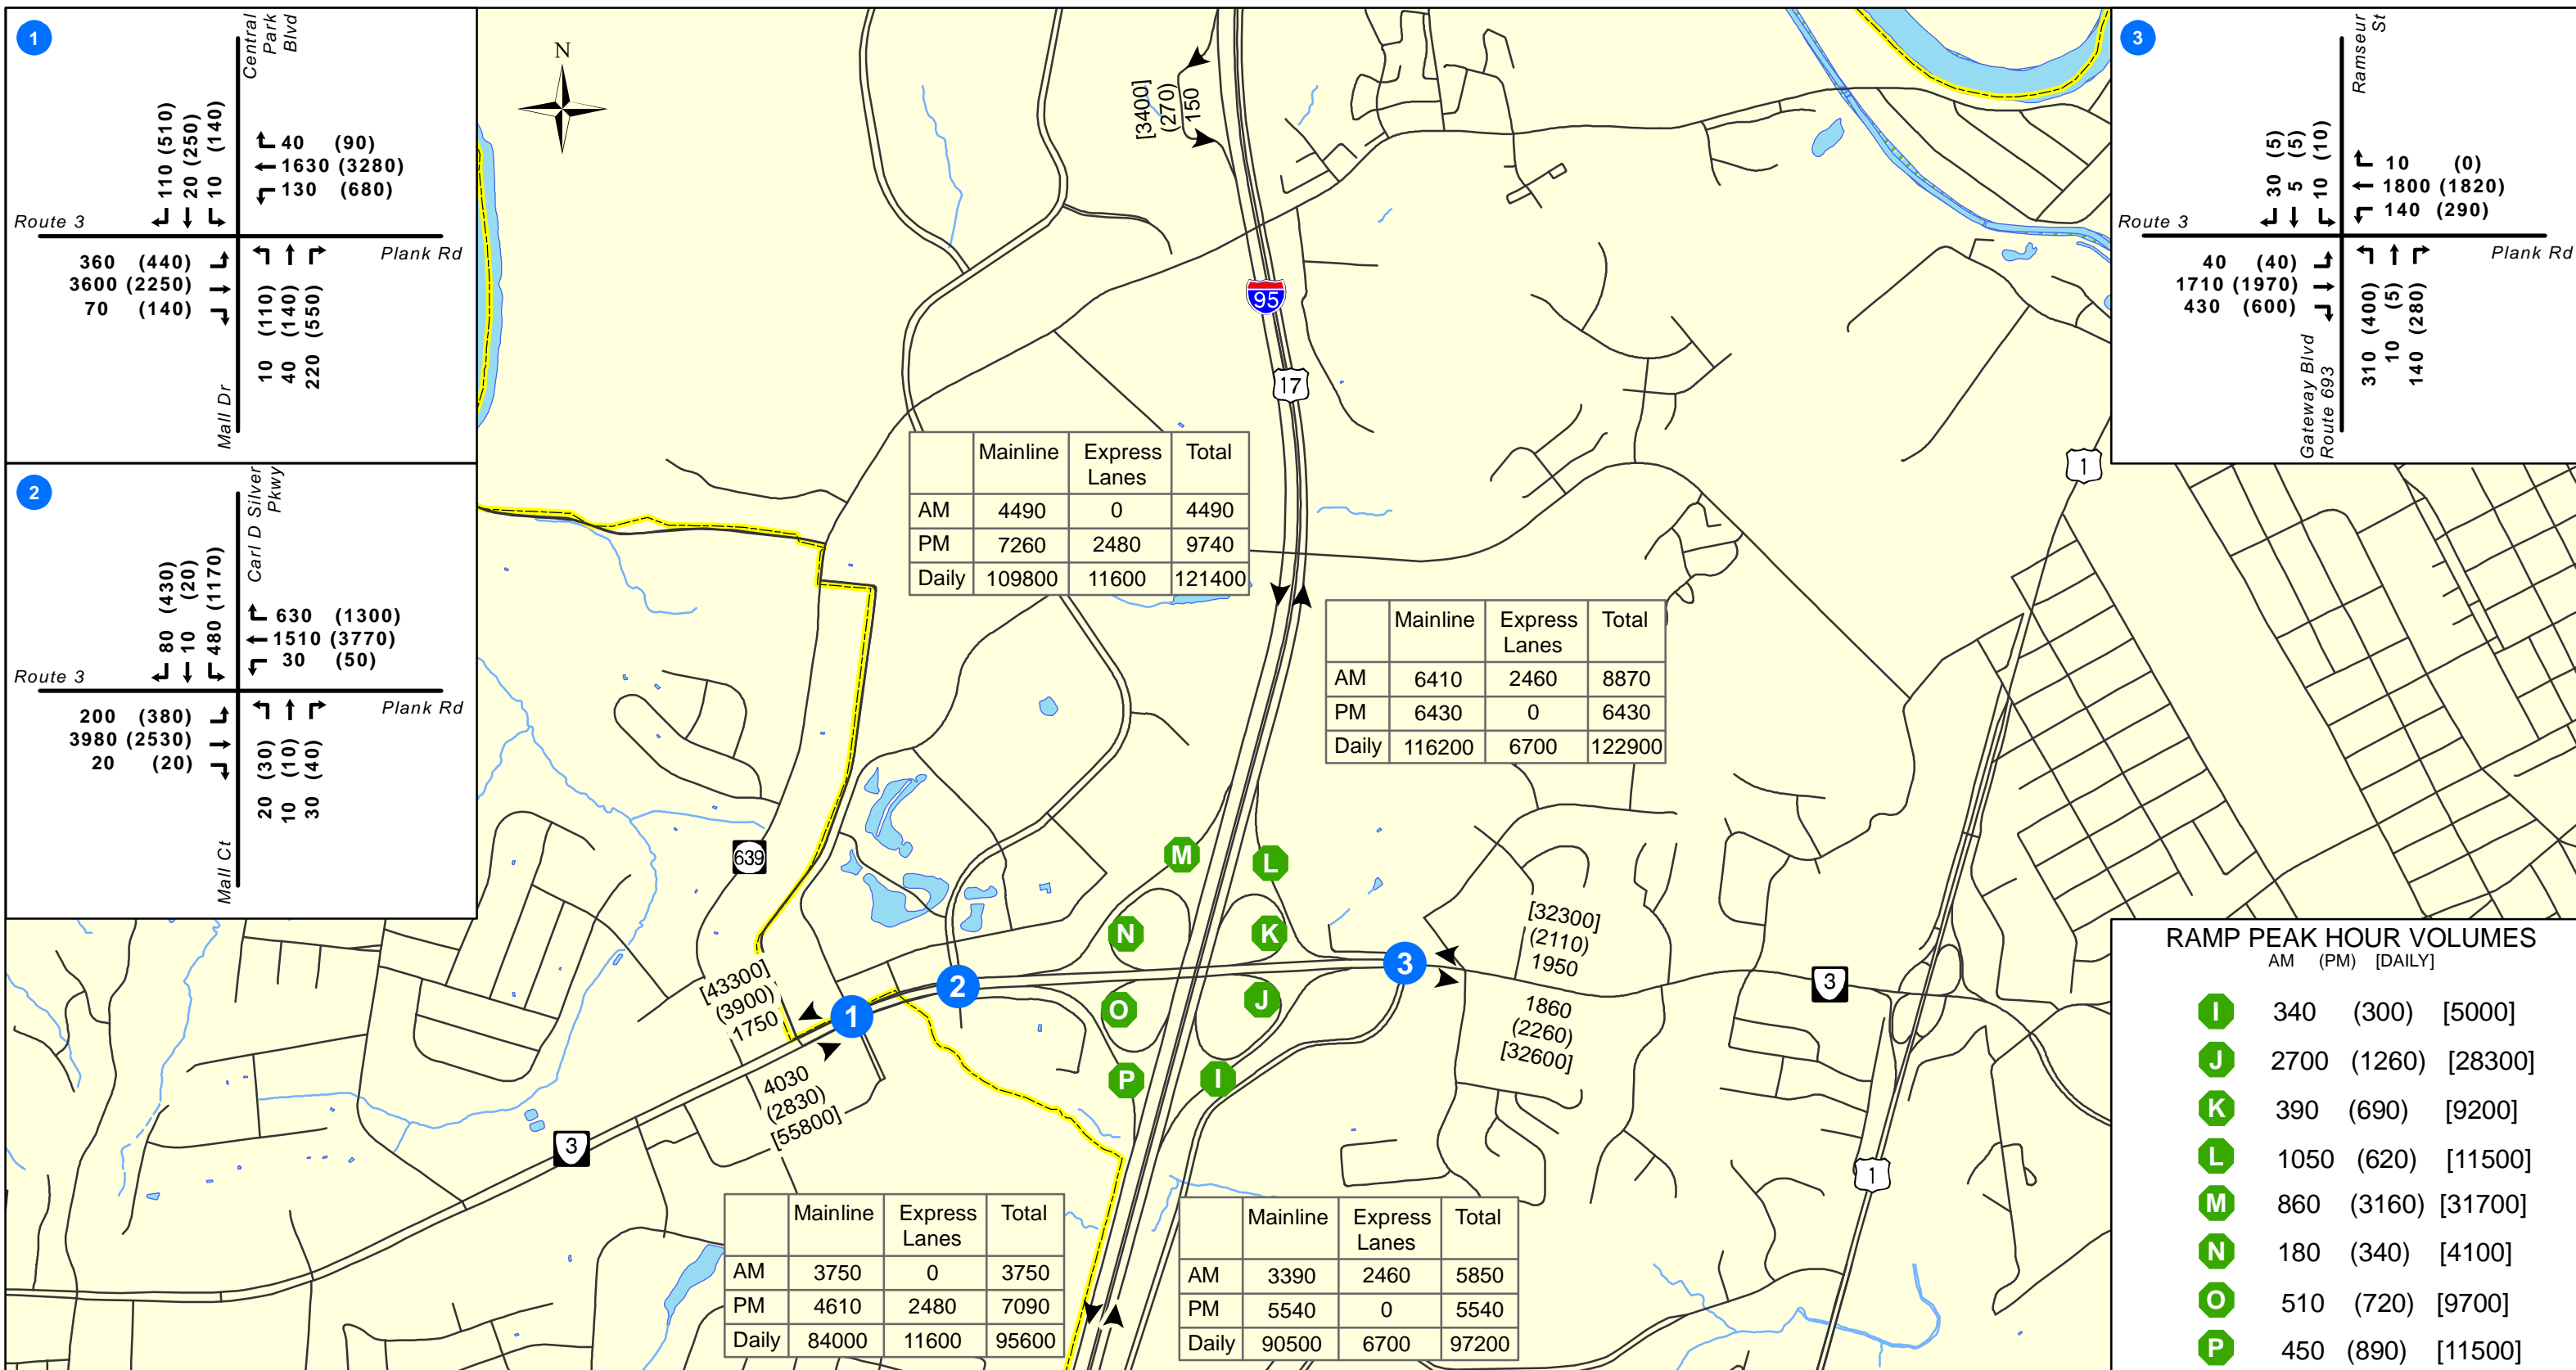 1
Central
Park
Blvd
110 (510)
20 (250)
10 (140)
40 (90)
1630 (3280)
130 (680)
Route 3
Plank Rd
360 (440)
3600 (2250)
70 (140)
10 (110)
40 (140)
220 (550)
Mall Dr
2
Carl D Silver
Pkwy
80 (430)
10 (20)
480 (1170)
630 (1300)
1510 (3770)
30 (50)
Route 3
Plank Rd
200 (380)
3980 (2530)
20 (20)
20 (30)
10 (10)
30 (40)
Mall Ct
N
[3400]
(270)
150
95
17
3
Ramseur
St
30 (5)
5 (5)
10 (10)
10 (0)
1800 (1820)
140 (290)
Route 3
Plank Rd
40 (40)
1710 (1970)
430 (600)
310 (400)
10 (5)
140 (280)
Gateway Blvd
Route 693
1
Mainline Express Lanes Total
AM 4490 0 4490
PM 7260 2480 9740
Daily 109800 11600 121400
Mainline Express Lanes Total
AM 6410 2460 8870
PM 6430 0 6430
Daily 116200 6700 122900
639
M
L
N
K
O
J
P
I
1
2
3
[43300]
(3900)
1750
4030
(2830)
[55800]
[32300]
(2110)
1950
1860
(2260)
[32600]
3
3
1
Mainline Express Lanes Total
AM 3750 0 3750
PM 4610 2480 7090
Daily 84000 11600 95600
Mainline Express Lanes Total
AM 3390 2460 5850
PM 5540 0 5540
Daily 90500 6700 97200
RAMP PEAK HOUR VOLUMES
AM (PM) [DAILY]
I 340 (300) [5000]
J 2700 (1260) [28300]
K 390 (690) [9200]
L 1050 (620) [11500]
M 860 (3160) [31700]
N 180 (340) [4100]
O 510 (720) [9700]
P 450 (890) [11500]